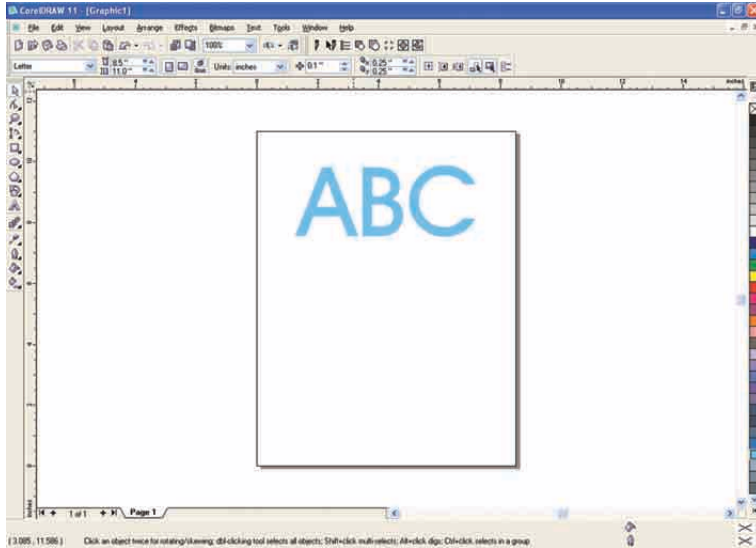 CorelDRAW 11 - [Graphic1]
File Edit View Layout Arrange Effects Bitmaps Text Tools Window Help
100%
Letter 8.5" 11.0" Units: inches 0.1" 0.25" 0.25"
inches
ABC
inches
1 of 1 Page 1
( 3.085 , 11.586 ) Click an object twice for rotating/skewing; dbl-clicking tool selects all objects; Shift+click multi-selects; Alt+click digs; Ctrl+click selects in a group